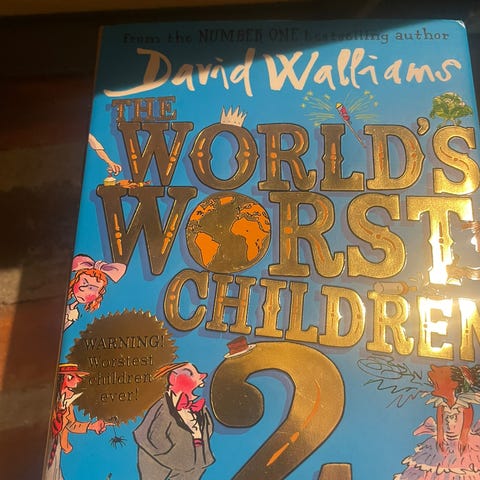 From the NUMBER ONE bestselling author
David Walliams
THE
WORLD'S
WORST
CHILDREN
2
WARNING!
Worstest
children
ever!